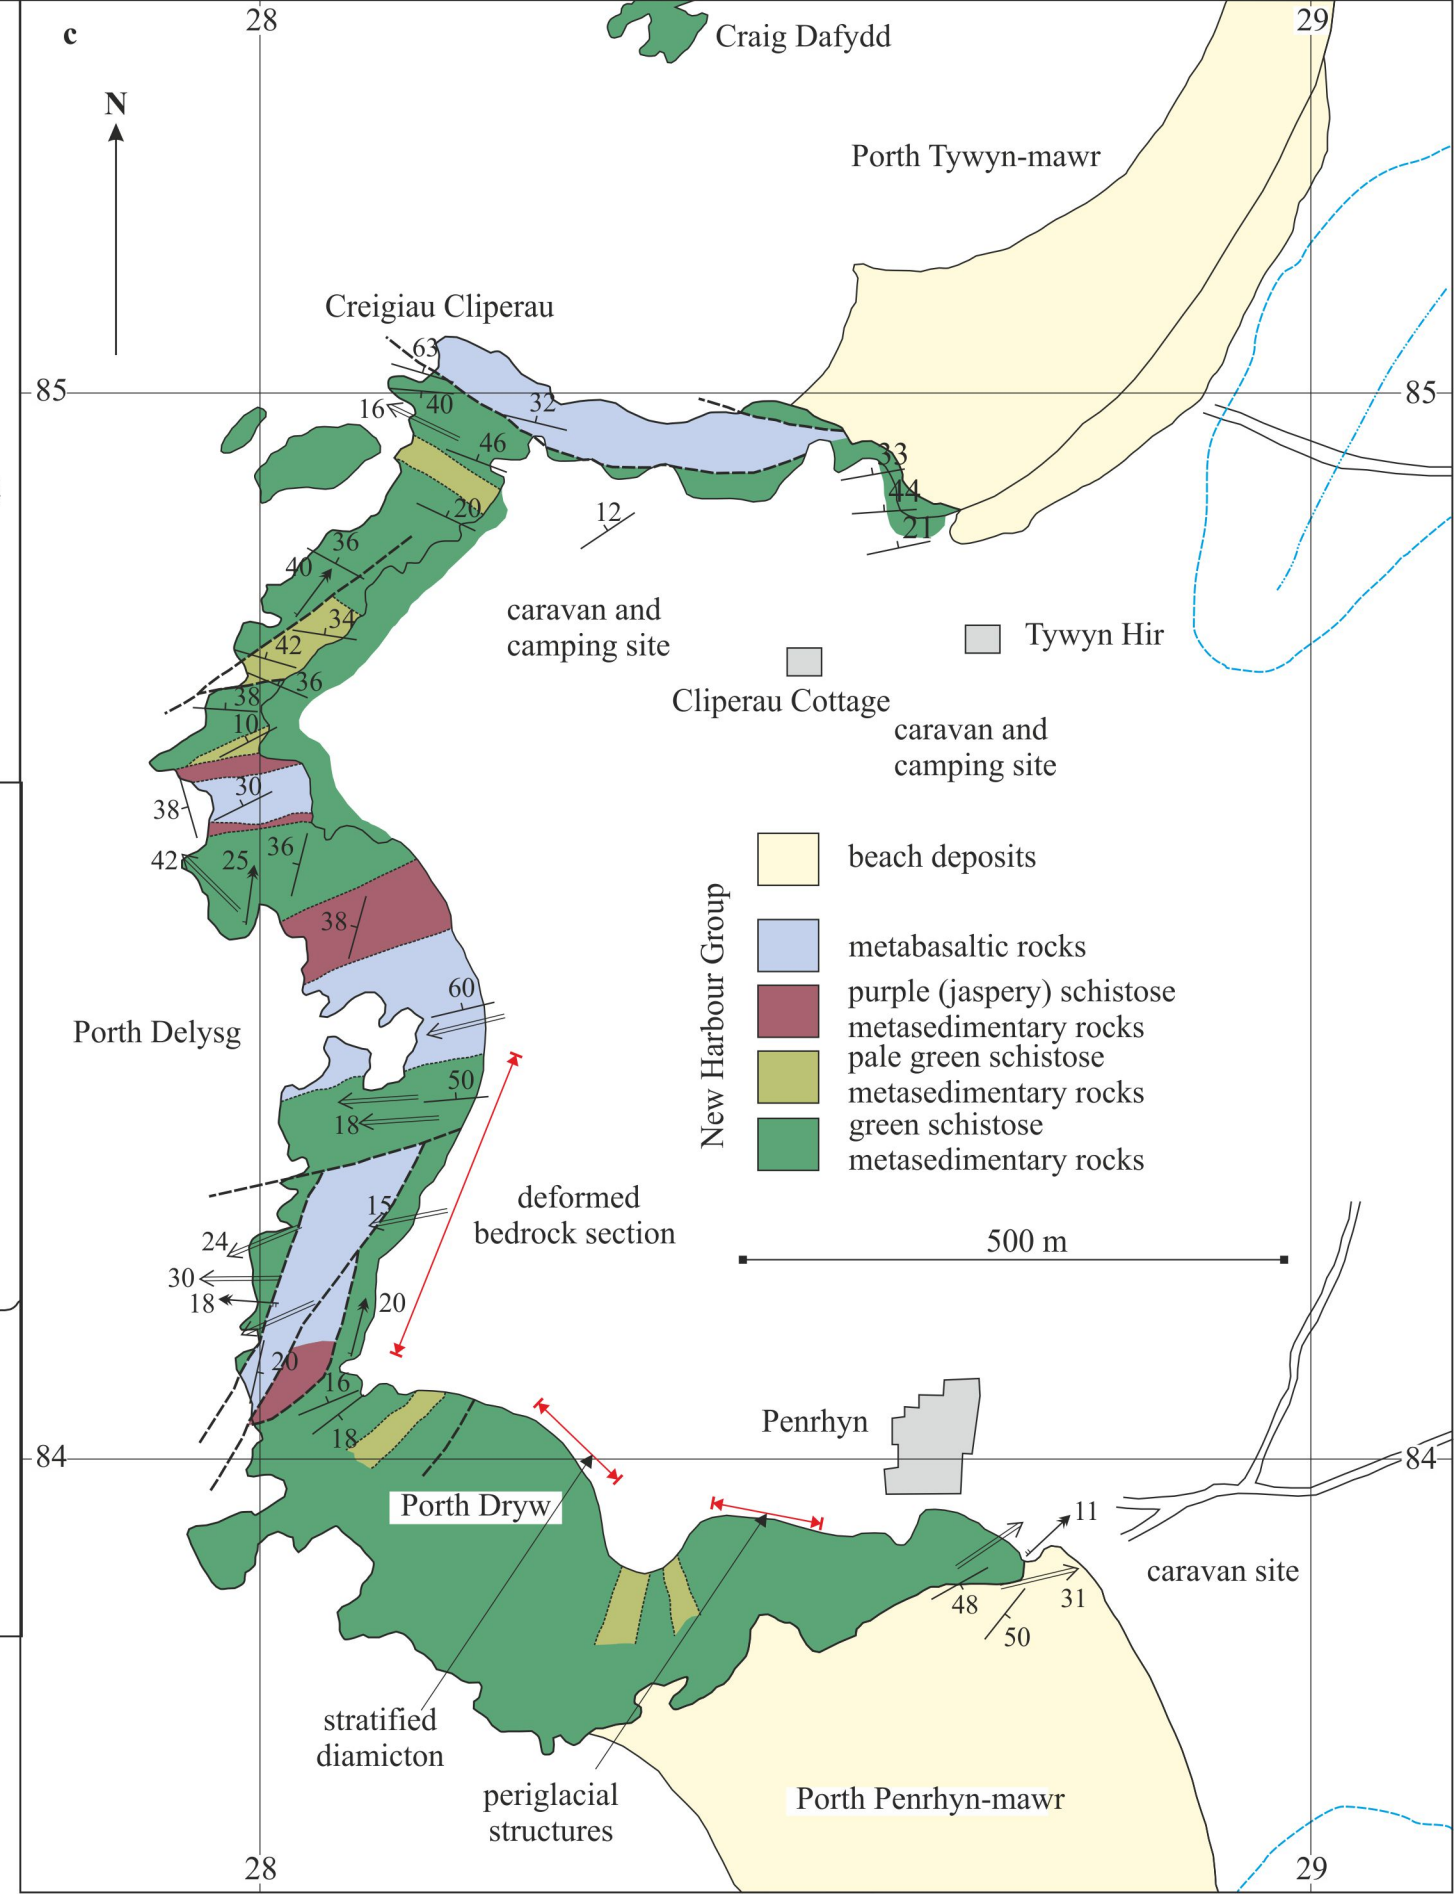 28
29
c
Craig Dafydd
N
Porth Tywyn-mawr
Creigiau Cliperau
63
85
85
16
40
32
46
33
44
20
12
21
36
40
caravan and
camping site
34
Tywyn Hir
42
36
38
Cliperau Cottage
10
caravan and
camping site
30
38
42
25
36
38
New Harbour Group
beach deposits
metabasaltic rocks
purple (jaspery) schistose
metasedimentary rocks
pale green schistose
metasedimentary rocks
green schistose
metasedimentary rocks
60
Porth Delysg
50
18
deformed
bedrock section
15
500 m
24
30
18
20
20
16
18
Penrhyn
84
84
Porth Dryw
11
caravan site
48
31
50
stratified
diamicton
periglacial
structures
Porth Penrhyn-mawr
28
29